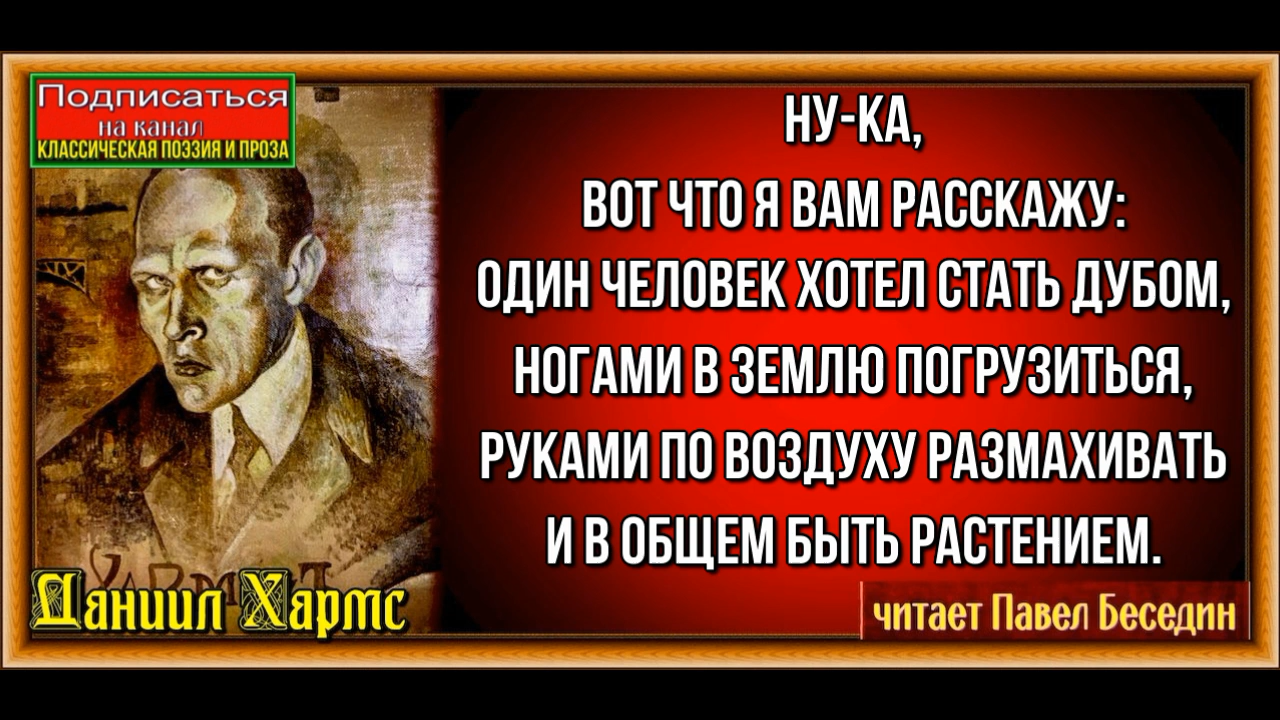 Подписаться
на канал
КЛАССИЧЕСКАЯ ПОЭЗИЯ И ПРОЗА
НУ-КА,
ВОТ ЧТО Я ВАМ РАССКАЖУ:
ОДИН ЧЕЛОВЕК ХОТЕЛ СТАТЬ ДУБОМ,
НОГАМИ В ЗЕМЛЮ ПОГРУЗИТЬСЯ,
РУКАМИ ПО ВОЗДУХУ РАЗМАХИВАТЬ
И В ОБЩЕМ БЫТЬ РАСТЕНИЕМ.
Даниил Хармс
читает Павел Беседин